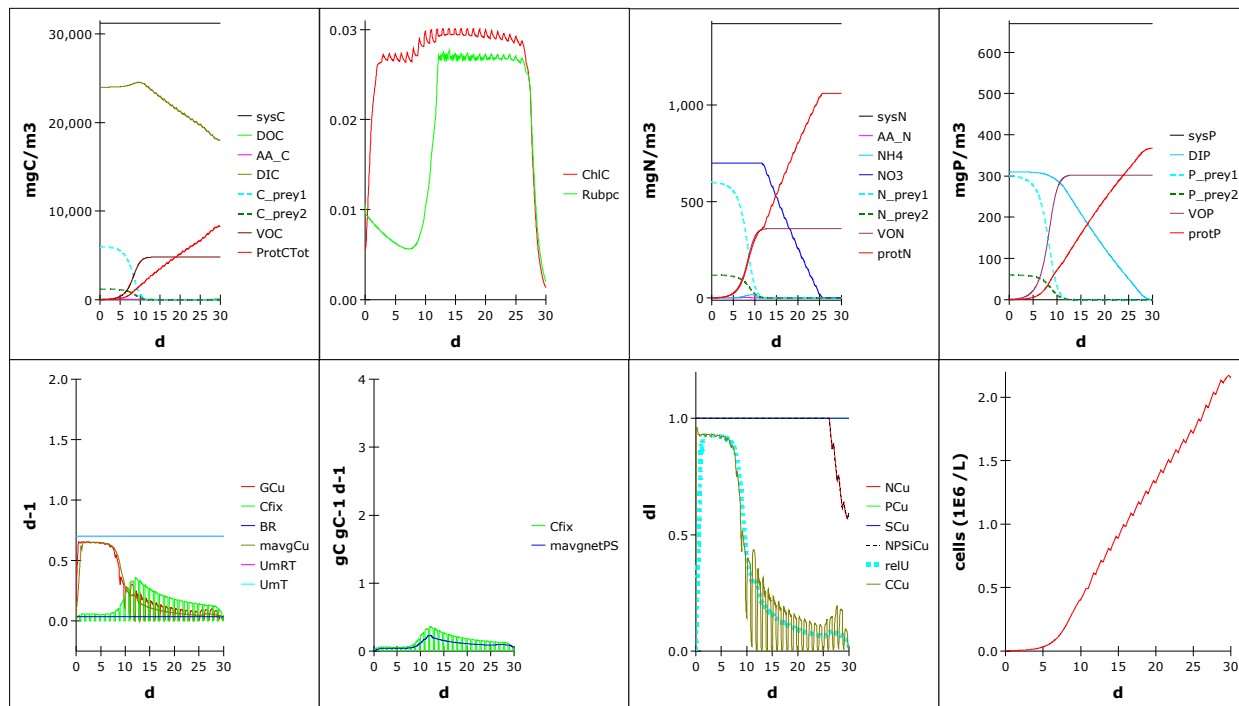 mgC/m3
30,000
20,000
10,000
0
0 5 10 15 20 25 30
d
sysC
DOC
AA_C
DIC
C_prey1
C_prey2
VOC
ProtCTot
0.03
0.02
0.01
0.00
0 5 10 15 20 25 30
d
ChlC
Rubpc
mgN/m3
1,000
500
0
0 5 10 15 20 25 30
d
sysN
AA_N
NH4
NO3
N_prey1
N_prey2
VON
protN
mgP/m3
600
500
400
300
200
100
0
0 5 10 15 20 25 30
d
sysP
DIP
P_prey1
P_prey2
VOP
protP
d-1
2.0
1.5
1.0
0.5
0.0
0 5 10 15 20 25 30
d
GCu
Cfix
BR
mavgCu
UmRT
UmT
gC gC-1 d-1
4
3
2
1
0
0 5 10 15 20 25 30
d
Cfix
mavgnetPS
dl
1.0
0.5
0.0
0 5 10 15 20 25 30
d
NCu
PCu
SCu
NPSiCu
relU
CCu
cells (1E6 /L)
2.0
1.5
1.0
0.5
0.0
0 5 10 15 20 25 30
d